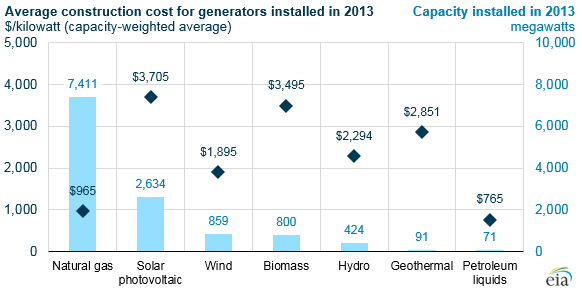 Average construction cost for generators installed in 2013
$/kilowatt (capacity-weighted average)
Capacity installed in 2013
megawatts
5,000
4,000
3,000
2,000
1,000
0
10,000
8,000
6,000
4,000
2,000
0
7,411
$965
$3,705
2,634
$1,895
859
$3,495
800
$2,294
424
$2,851
91
$765
71
Natural gas
Solar
photovoltaic
Wind
Biomass
Hydro
Geothermal
Petroleum
liquids
eia